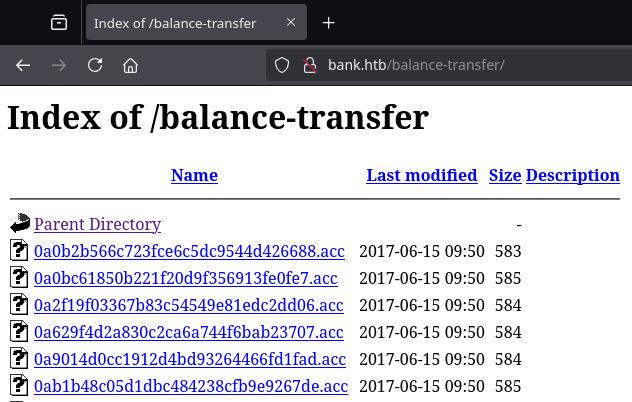 Index of /balance-transfer
bank.htb/balance-transfer/
Index of /balance-transfer
Name Last modified Size Description
Parent Directory -
0a0b2b566c723fce6c5dc9544d426688.acc 2017-06-15 09:50 583
0a0bc61850b221f20d9f356913fe0fe7.acc 2017-06-15 09:50 585
0a2f19f03367b83c54549e81edc2dd06.acc 2017-06-15 09:50 584
0a629f4d2a830c2ca6a744f6bab23707.acc 2017-06-15 09:50 584
0a9014d0cc1912d4bd93264466fd1fad.acc 2017-06-15 09:50 584
0ab1b48c05d1dbc484238cfb9e9267de.acc 2017-06-15 09:50 585